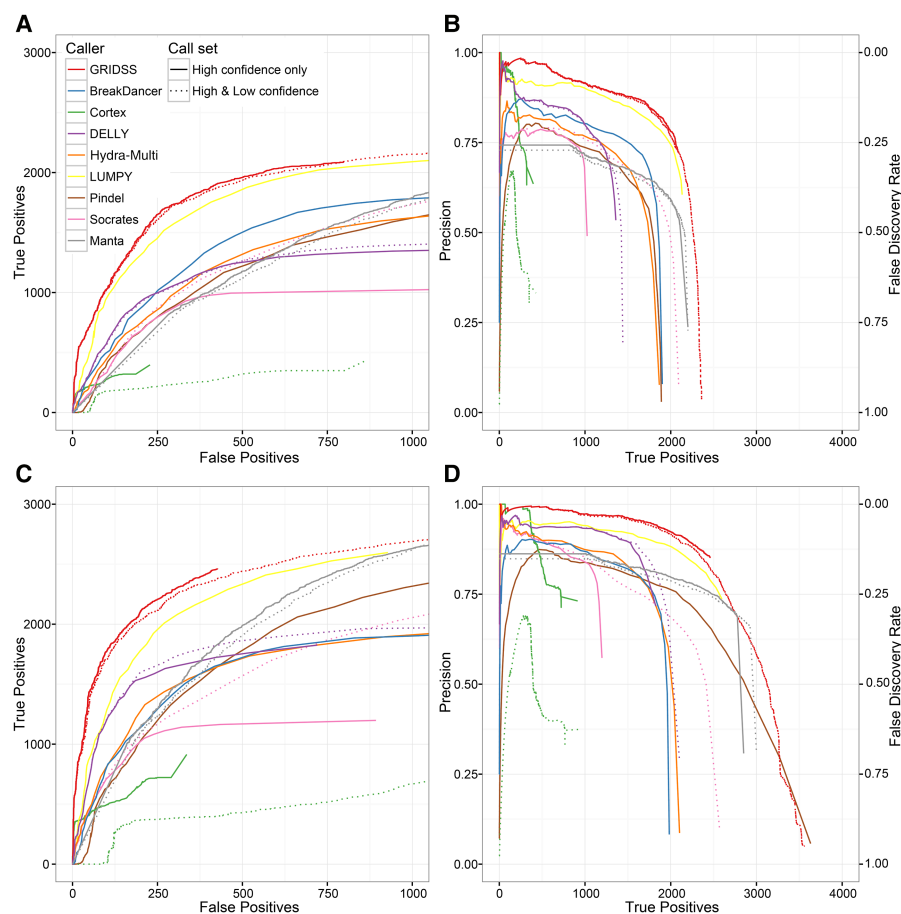 A
Caller
Call set
GRIDSS
BreakDancer
Cortex
DELLY
Hydra-Multi
LUMPY
Pindel
Socrates
Manta
High confidence only
High & Low confidence
3000
2000
1000
0
True Positives
0 250 500 750 1000
False Positives
B
1.00
0.75
0.50
0.25
0.00
Precision
0.00
0.25
0.50
0.75
1.00
False Discovery Rate
0 1000 2000 3000 4000
True Positives
C
3000
2000
1000
0
True Positives
0 250 500 750 1000
False Positives
D
1.00
0.75
0.50
0.25
0.00
Precision
0.00
0.25
0.50
0.75
1.00
False Discovery Rate
0 1000 2000 3000 4000
True Positives